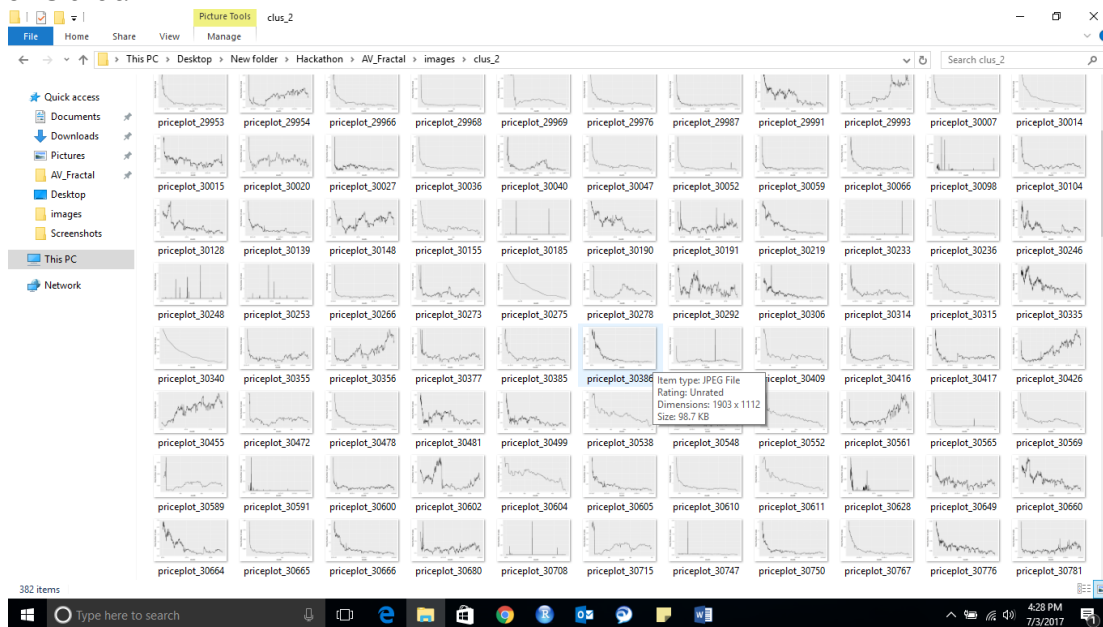 Picture Tools clus_2
File Home Share View Manage
This PC > Desktop > New folder > Hackathon > AV_Fractal > images > clus_2
Search clus_2
Quick access
Documents
Downloads
Pictures
AV_Fractal
Desktop
images
Screenshots
This PC
Network
priceplot_29953 priceplot_29954 priceplot_29966 priceplot_29968 priceplot_29969 priceplot_29976 priceplot_29987 priceplot_29991 priceplot_29993 priceplot_30007 priceplot_30014
priceplot_30015 priceplot_30020 priceplot_30027 priceplot_30036 priceplot_30040 priceplot_30047 priceplot_30052 priceplot_30059 priceplot_30066 priceplot_30098 priceplot_30104
priceplot_30128 priceplot_30139 priceplot_30148 priceplot_30155 priceplot_30185 priceplot_30190 priceplot_30191 priceplot_30219 priceplot_30233 priceplot_30236 priceplot_30246
priceplot_30248 priceplot_30253 priceplot_30266 priceplot_30273 priceplot_30275 priceplot_30278 priceplot_30292 priceplot_30306 priceplot_30314 priceplot_30315 priceplot_30335
priceplot_30340 priceplot_30355 priceplot_30356 priceplot_30377 priceplot_30385 priceplot_30386 priceplot_30409 priceplot_30416 priceplot_30417 priceplot_30426
Item type: JPEG File
Rating: Unrated
Dimensions: 1903 x 1112
Size: 98.7 KB
priceplot_30455 priceplot_30472 priceplot_30478 priceplot_30481 priceplot_30499 priceplot_30538 priceplot_30548 priceplot_30552 priceplot_30561 priceplot_30565 priceplot_30569
priceplot_30589 priceplot_30591 priceplot_30600 priceplot_30602 priceplot_30604 priceplot_30605 priceplot_30610 priceplot_30611 priceplot_30628 priceplot_30649 priceplot_30660
priceplot_30664 priceplot_30665 priceplot_30666 priceplot_30680 priceplot_30708 priceplot_30715 priceplot_30747 priceplot_30750 priceplot_30767 priceplot_30776 priceplot_30781
382 items
Type here to search
4:28 PM
7/3/2017